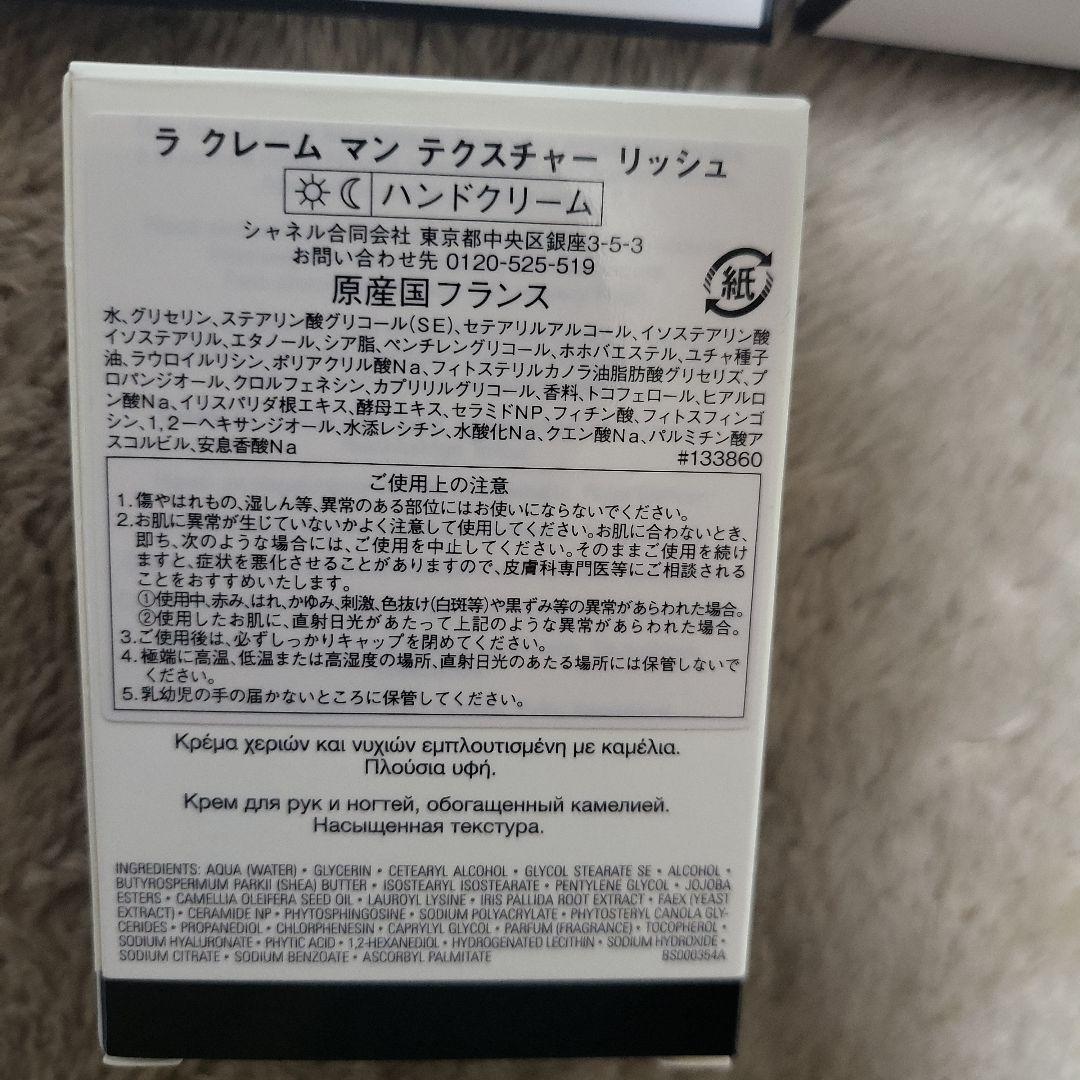 ラ クレーム マン テクスチャー リッシュ
ハンドクリーム
シャネル合同会社 東京都中央区銀座3-5-3
お問い合わせ先 0120-525-519
紙
原産国フランス
水、グリセリン、ステアリン酸グリコール(SE)、セテアリルアルコール、イソステアリン酸
イソステアリル、エタノール、シア脂、ペンチレングリコール、ホホバエステル、ユチャ種子
油、ラウロイルリシン、ポリアクリル酸Na、フィトステリルカノラ油脂肪酸グリセリズ、プ
ロパンジオール、クロルフェネシン、カプリリルグリコール、香料、トコフェロール、ヒアルロ
ン酸Na、イリスパリダ根エキス、酵母エキス、セラミドNP、フィチン酸、フィトスフィンゴ
シン、1,2-ヘキサンジオール、水添レシチン、水酸化Na、クエン酸Na、パルミチン酸ア
スコルビル、安息香酸Na
#133860
ご使用上の注意
1.傷やはれもの、湿しん等、異常のある部位にはお使いにならないでください。
2.お肌に異常が生じていないかよく注意して使用してください。お肌に合わないとき、
即ち、次のような場合には、ご使用を中止してください。そのままご使用を続け
ますと、症状を悪化させることがありますので、皮膚科専門医等にご相談される
ことをおすすめいたします。
①使用中、赤み、はれ、かゆみ、刺激、色抜け(白斑等)や黒ずみ等の異常があらわれた場合。
②使用したお肌に、直射日光があたって上記のような異常があらわれた場合。
3.ご使用後は、必ずしっかりキャップを閉めてください。
4.極端に高温、低温または高湿度の場所、直射日光のあたる場所には保管しないで
ください。
5.乳幼児の手の届かないところに保管してください。
Κρέμα χεριών και νυχιών εμπλουτισμένη με καμέλια.
Πλούσια υφή.
Крем для рук и ногтей, обогащенный камелией.
Насыщенная текстура.
INGREDIENTS: AQUA (WATER) • GLYCERIN • CETEARYL ALCOHOL • GLYCOL STEARATE SE • ALCOHOL •
BUTYROSPERMUM PARKII (SHEA) BUTTER • ISOSTEARYL ISOSTEARATE • PENTYLENE GLYCOL • JOJOBA
ESTERS • CAMELLIA OLEIFERA SEED OIL • LAUROYL LYSINE • IRIS PALLIDA ROOT EXTRACT • FAEX (YEAST
EXTRACT) • CERAMIDE NP • PHYTOSPHINGOSINE • SODIUM POLYACRYLATE • PHYTOSTERYL CANOLA GLY-
CERIDES • PROPANEDIOL • CHLORPHENESIN • CAPRYLYL GLYCOL • PARFUM (FRAGRANCE) • TOCOPHEROL •
SODIUM HYALURONATE • PHYTIC ACID • 1,2-HEXANEDIOL • HYDROGENATED LECITHIN • SODIUM HYDROXIDE •
SODIUM CITRATE • SODIUM BENZOATE • ASCORBYL PALMITATE
BS000354A